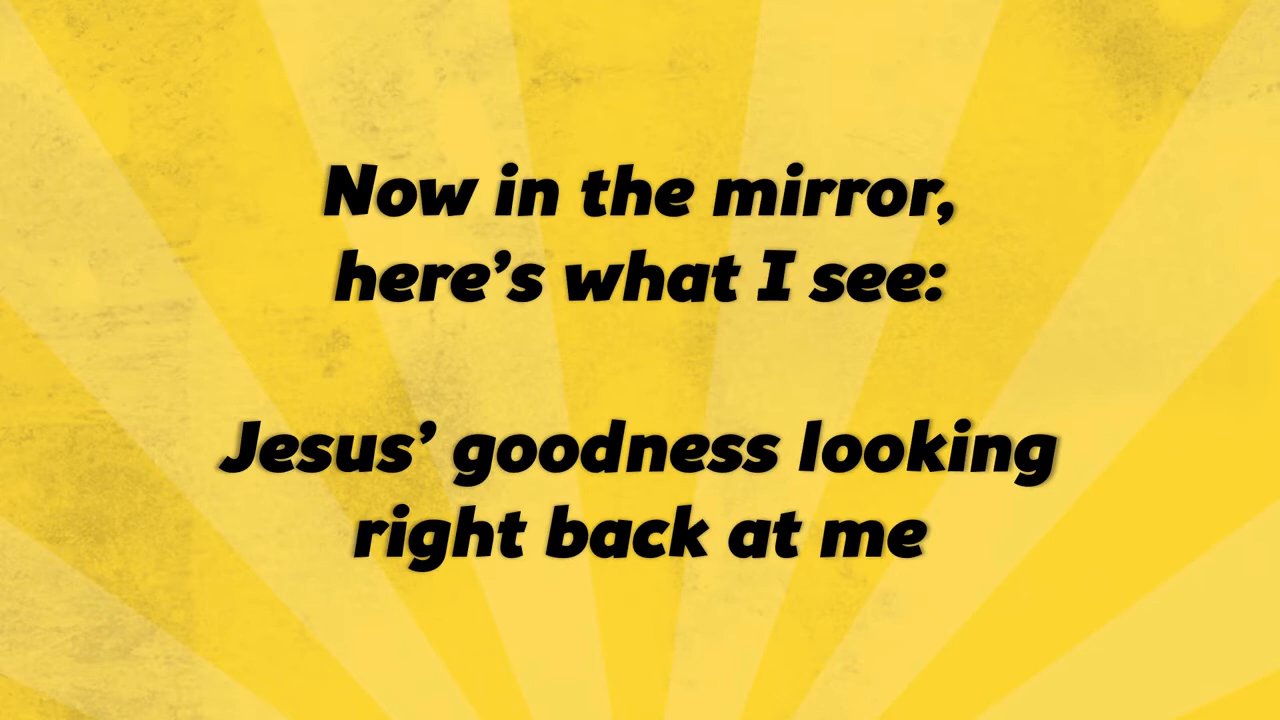 Now in the mirror,
here’s what I see:
Jesus’ goodness looking
right back at me